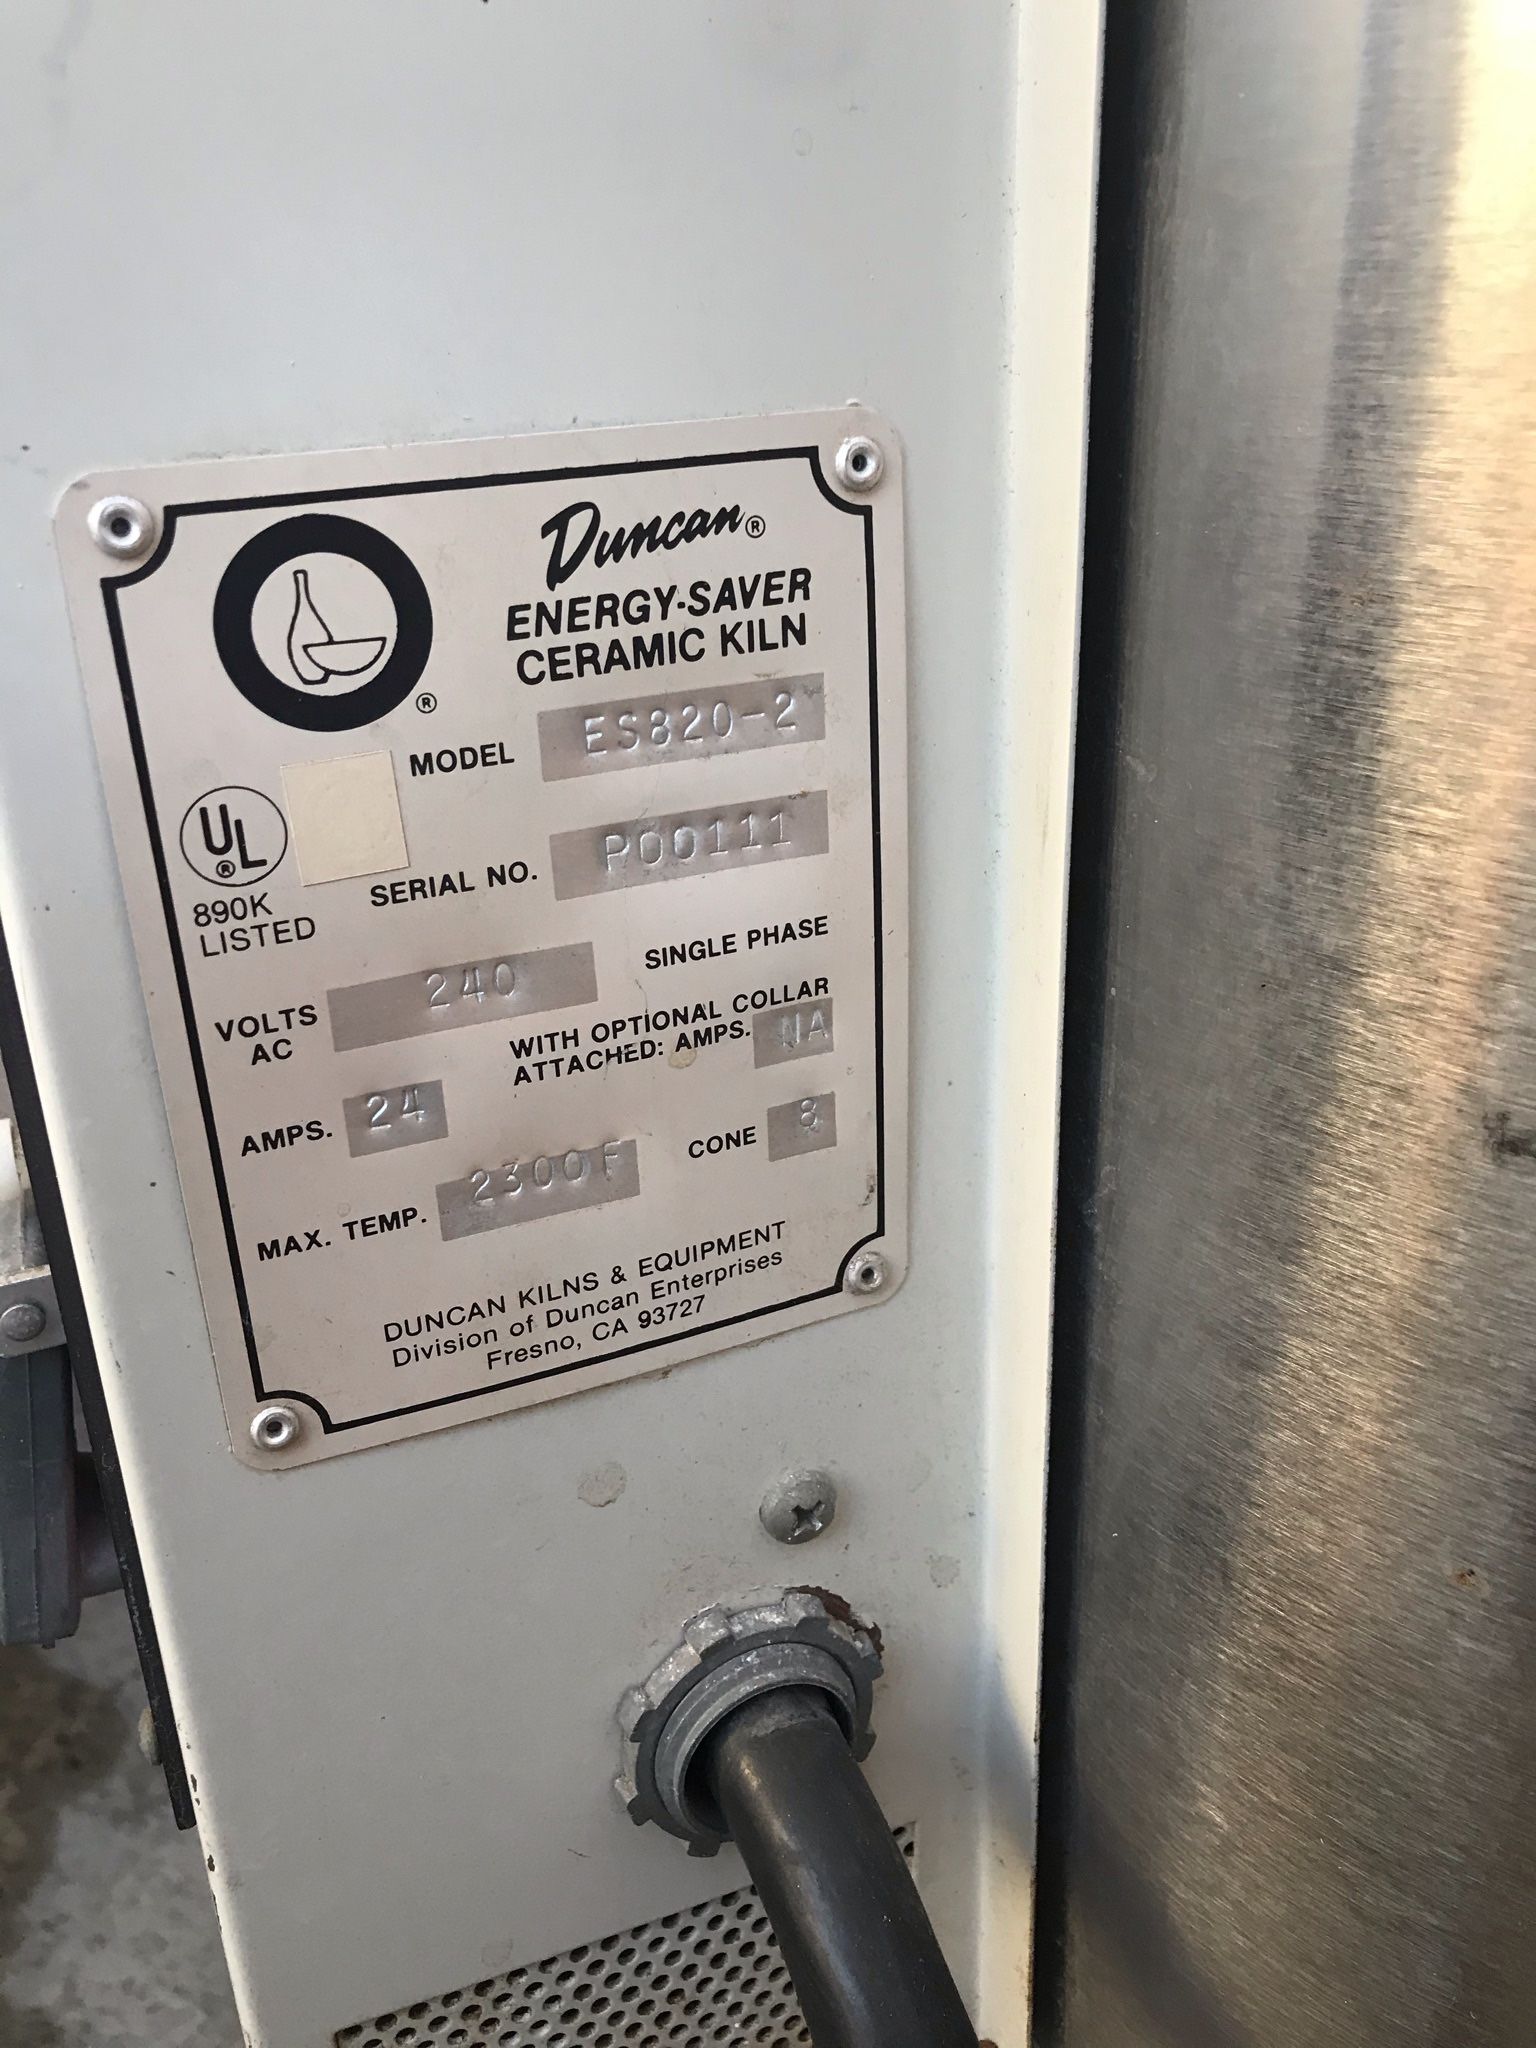 Duncan®
ENERGY-SAVER
CERAMIC KILN
®
MODEL ES820-2
UL®
890K
LISTED
SERIAL NO. P00111
VOLTS AC 240
SINGLE PHASE
WITH OPTIONAL COLLAR
ATTACHED: AMPS. NA
AMPS. 24
CONE 8
MAX. TEMP. 2300F
DUNCAN KILNS & EQUIPMENT
Division of Duncan Enterprises
Fresno, CA 93727